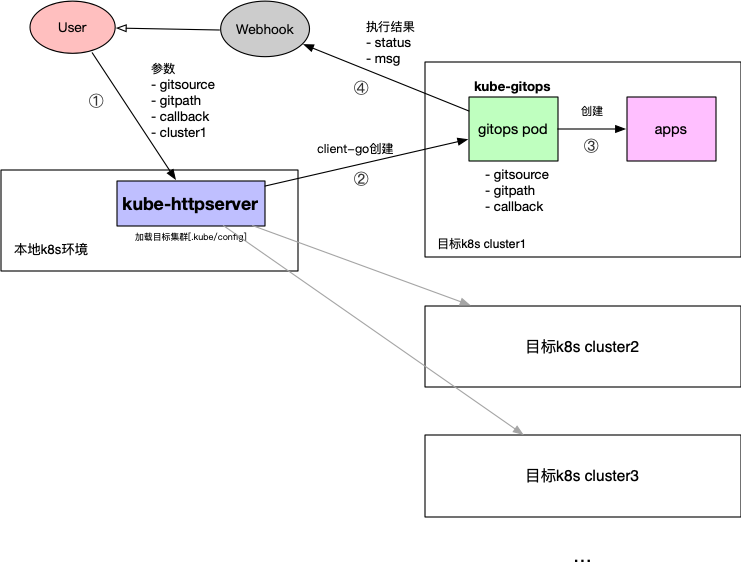 User
Webhook
执行结果
- status
- msg
参数
- gitsource
- gitpath
- callback
- cluster1
①
④
kube-gitops
gitops pod
创建
③
apps
client-go创建
②
- gitsource
- gitpath
- callback
kube-httpserver
加载目标集群[.kube/config]
本地k8s环境
目标k8s cluster1
目标k8s cluster2
目标k8s cluster3
...